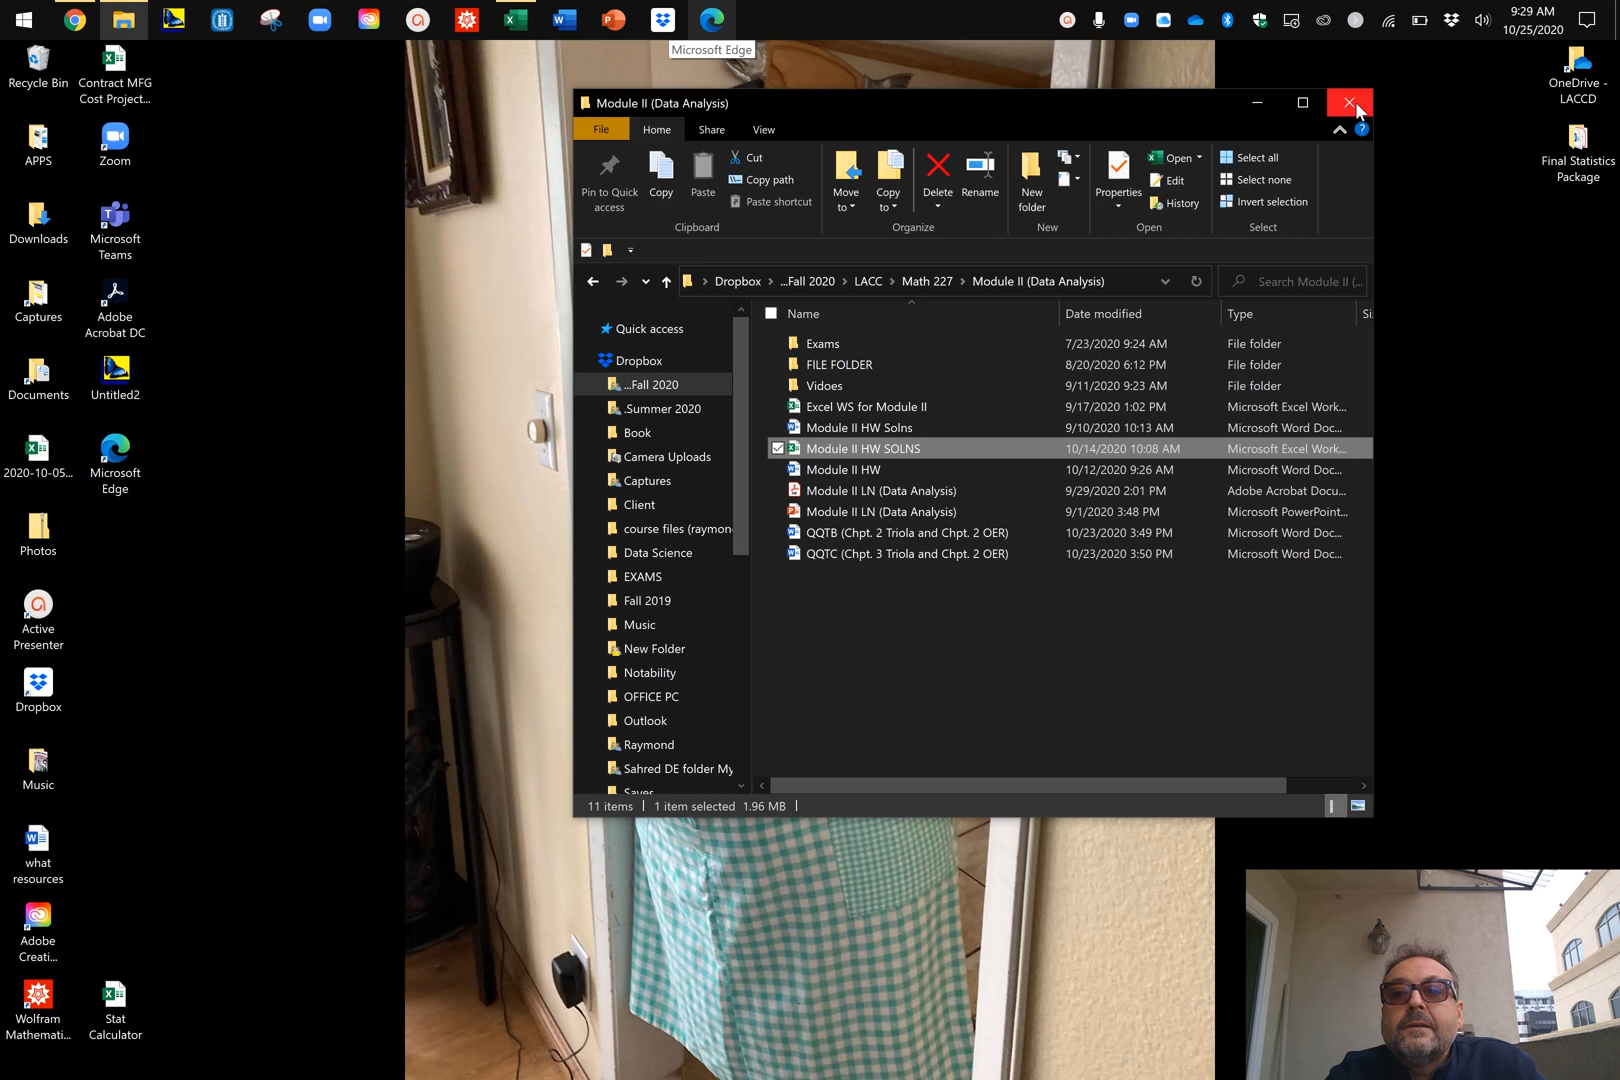 9:29 AM
10/25/2020
Microsoft Edge
Recycle Bin
Contract MFG
Cost Project...
APPS
Zoom
Downloads
Microsoft
Teams
Captures
Adobe
Acrobat DC
Documents
Untitled2
2020-10-05...
Microsoft
Edge
Photos
Active
Presenter
Dropbox
Music
what
resources
Adobe
Creati...
Wolfram
Mathemati...
Stat
Calculator
OneDrive -
LACCD
Final Statistics
Package
Module II (Data Analysis)
File
Home
Share
View
Pin to Quick
access
Copy
Paste
Cut
Copy path
Paste shortcut
Clipboard
Move
to
Copy
to
Delete
Rename
Organize
New
folder
New
Properties
Open
Edit
History
Open
Select all
Select none
Invert selection
Select
Dropbox > ...Fall 2020 > LACC > Math 227 > Module II (Data Analysis)
Search Module II (...
Quick access
Dropbox
...Fall 2020
.Summer 2020
Book
Camera Uploads
Captures
Client
course files (raymon
Data Science
EXAMS
Fall 2019
Music
New Folder
Notability
OFFICE PC
Outlook
Raymond
Sahred DE folder My
Saves
Name Date modified Type Si
Exams 7/23/2020 9:24 AM File folder
FILE FOLDER 8/20/2020 6:12 PM File folder
Vidoes 9/11/2020 9:23 AM File folder
Excel WS for Module II 9/17/2020 1:02 PM Microsoft Excel Work...
Module II HW Solns 9/10/2020 10:13 AM Microsoft Word Doc...
Module II HW SOLNS 10/14/2020 10:08 AM Microsoft Excel Work...
Module II HW 10/12/2020 9:26 AM Microsoft Word Doc...
Module II LN (Data Analysis) 9/29/2020 2:01 PM Adobe Acrobat Docu...
Module II LN (Data Analysis) 9/1/2020 3:48 PM Microsoft PowerPoint...
QQTB (Chpt. 2 Triola and Chpt. 2 OER) 10/23/2020 3:49 PM Microsoft Word Doc...
QQTC (Chpt. 3 Triola and Chpt. 2 OER) 10/23/2020 3:50 PM Microsoft Word Doc...
11 items 1 item selected 1.96 MB